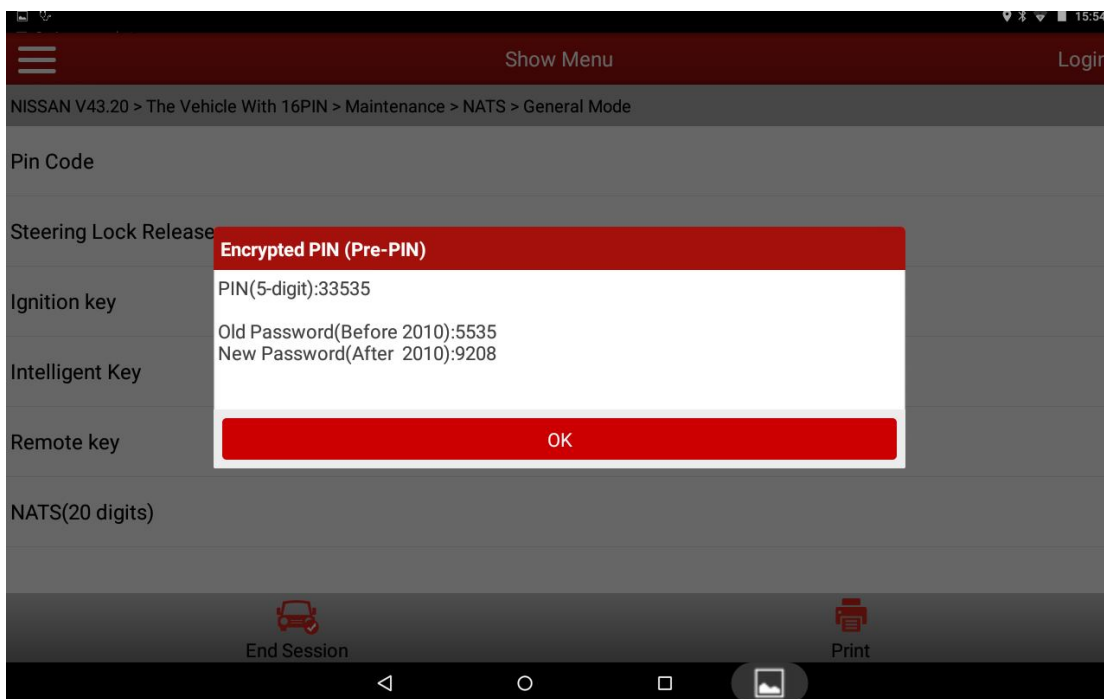 15:54
Show Menu
Login
NISSAN V43.20 > The Vehicle With 16PIN > Maintenance > NATS > General Mode
Pin Code
Steering Lock Release
Encrypted PIN (Pre-PIN)
PIN(5-digit):33535
Ignition key
Old Password(Before 2010):5535
New Password(After 2010):9208
Intelligent Key
Remote key
OK
NATS(20 digits)
End Session
Print